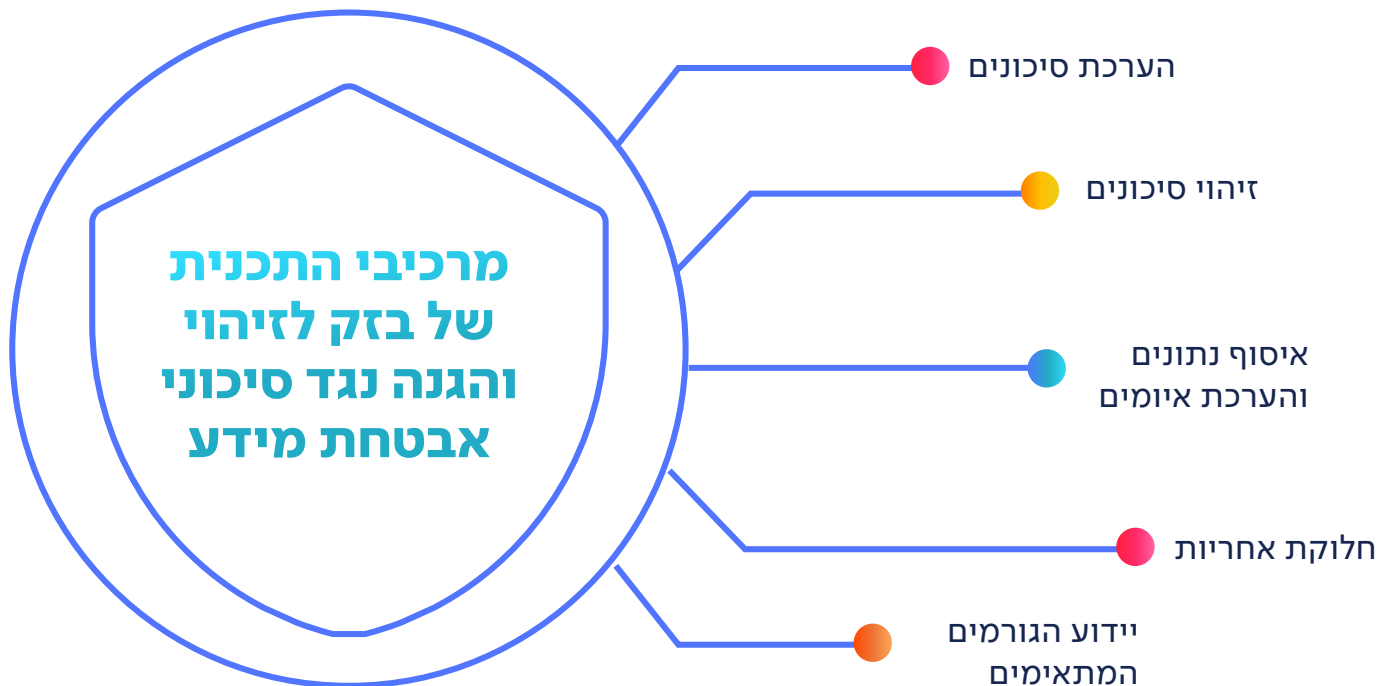 מרכיבי התכנית
של בזק לזיהוי
והגנה נגד סיכוני
אבטחת מידע
הערכת סיכונים
זיהוי סיכונים
איסוף נתונים
והערכת איומים
חלוקת אחריות
יידוע הגורמים
המתאימים